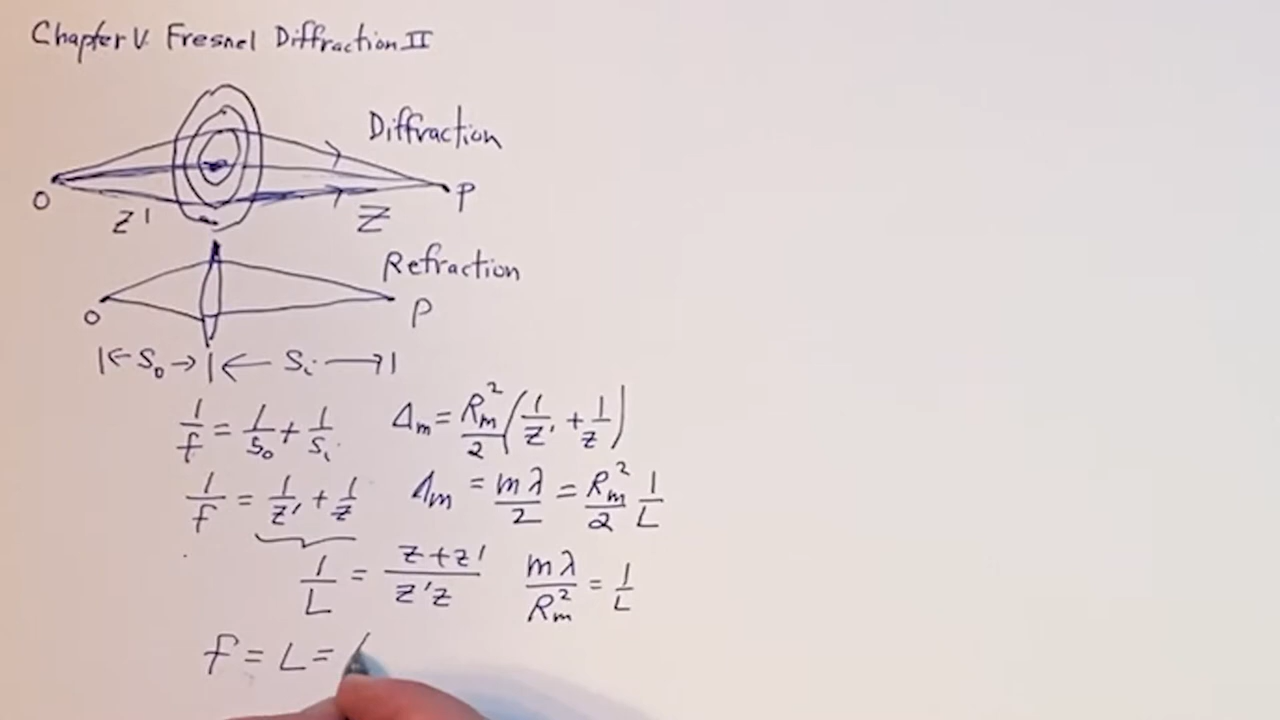 Chapter V. Fresnel Diffraction II
Diffraction
O
P
z'
z
Refraction
O
P
|← S₀ →|← Sᵢ →|
1/f = 1/S₀ + 1/Sᵢ
Δₘ = Rₘ²/2 (1/z' + 1/z)
1/f = 1/z' + 1/z
Δₘ = mλ/2 = Rₘ²/2 1/L
1/L = z+z'/z'z
mλ/Rₘ² = 1/L
f = L =